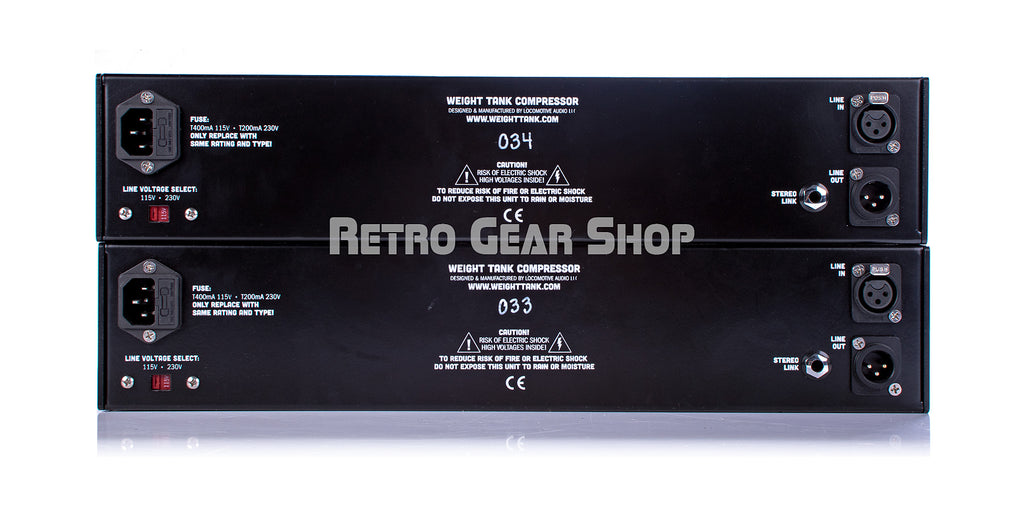 WEIGHT TANK COMPRESSOR
DESIGNED & MANUFACTURED BY LOCOMOTIVE AUDIO
WWW.WEIGHTTANK.COM
034
FUSE:
T400mA 115V • T200mA 230V
ONLY REPLACE WITH
SAME RATING AND TYPE!
LINE VOLTAGE SELECT:
115V • 230V
115V
CAUTION!
RISK OF ELECTRIC SHOCK
HIGH VOLTAGES INSIDE!
TO REDUCE RISK OF FIRE OR ELECTRIC SHOCK
DO NOT EXPOSE THIS UNIT TO RAIN OR MOISTURE
CE
LINE
IN
LINE
OUT
STEREO
LINK
RETRO GEAR SHOP
WEIGHT TANK COMPRESSOR
DESIGNED & MANUFACTURED BY LOCOMOTIVE AUDIO
WWW.WEIGHTTANK.COM
033
FUSE:
T400mA 115V • T200mA 230V
ONLY REPLACE WITH
SAME RATING AND TYPE!
LINE VOLTAGE SELECT:
115V • 230V
115V
CAUTION!
RISK OF ELECTRIC SHOCK
HIGH VOLTAGES INSIDE!
TO REDUCE RISK OF FIRE OR ELECTRIC SHOCK
DO NOT EXPOSE THIS UNIT TO RAIN OR MOISTURE
CE
LINE
IN
LINE
OUT
STEREO
LINK